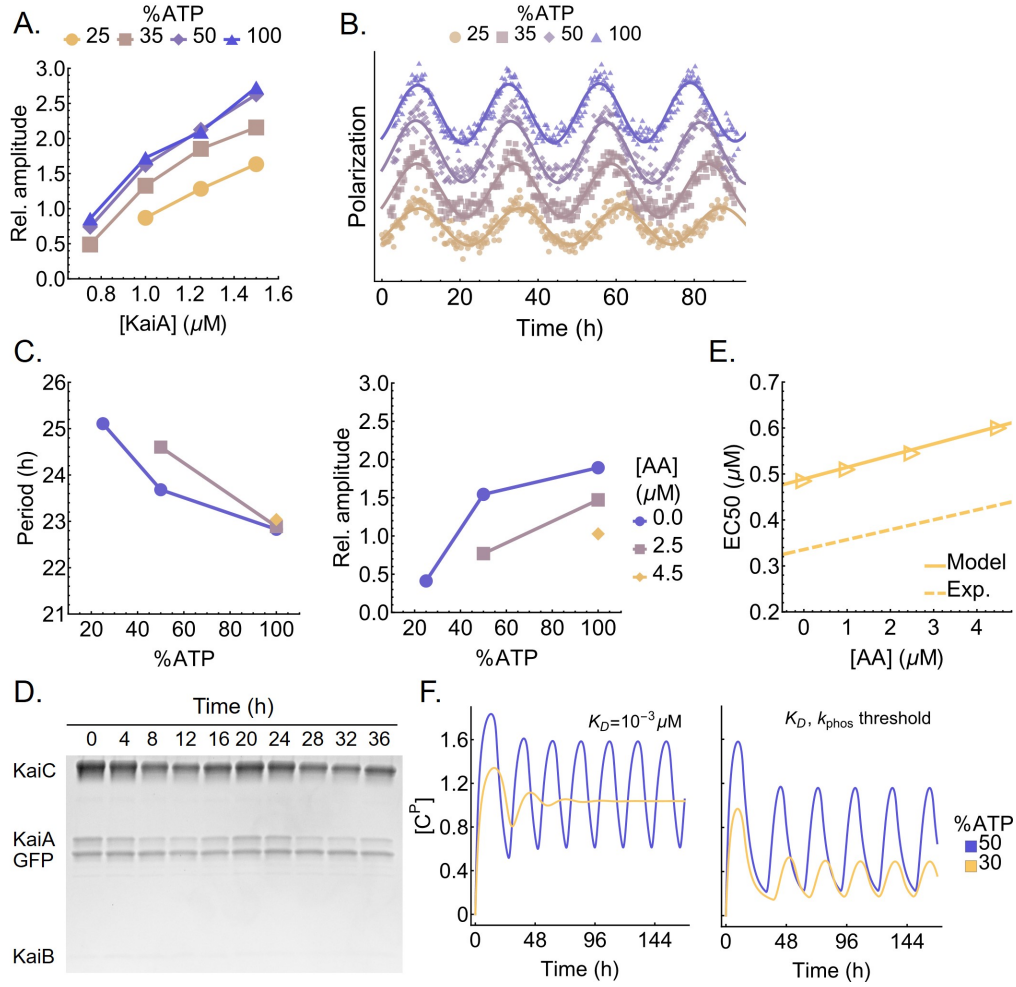 A.
%ATP
25 35 50 100
Rel. amplitude
3.0
2.5
2.0
1.5
1.0
0.5
0.0
0.8 1.0 1.2 1.4 1.6
[KaiA] (µM)
B.
%ATP
25 35 50 100
Polarization
0 20 40 60 80
Time (h)
C.
Period (h)
26
25
24
23
22
21
20 40 60 80 100
%ATP
Rel. amplitude
3.0
2.5
2.0
1.5
1.0
0.5
0.0
20 40 60 80 100
%ATP
[AA]
(µM)
0.0
2.5
4.5
E.
EC50 (µM)
0.7
0.6
0.5
0.4
0.3
0.2
0 1 2 3 4
[AA] (µM)
Model
Exp.
D.
Time (h)
0 4 8 12 16 20 24 28 32 36
KaiC
KaiA
GFP
KaiB
F.
[Cᴾ]
1.6
1.2
0.8
0.4
0
K_D=10⁻³ µM
0 48 96 144
Time (h)
K_D, k_phos threshold
0 48 96 144
Time (h)
%ATP
50
30